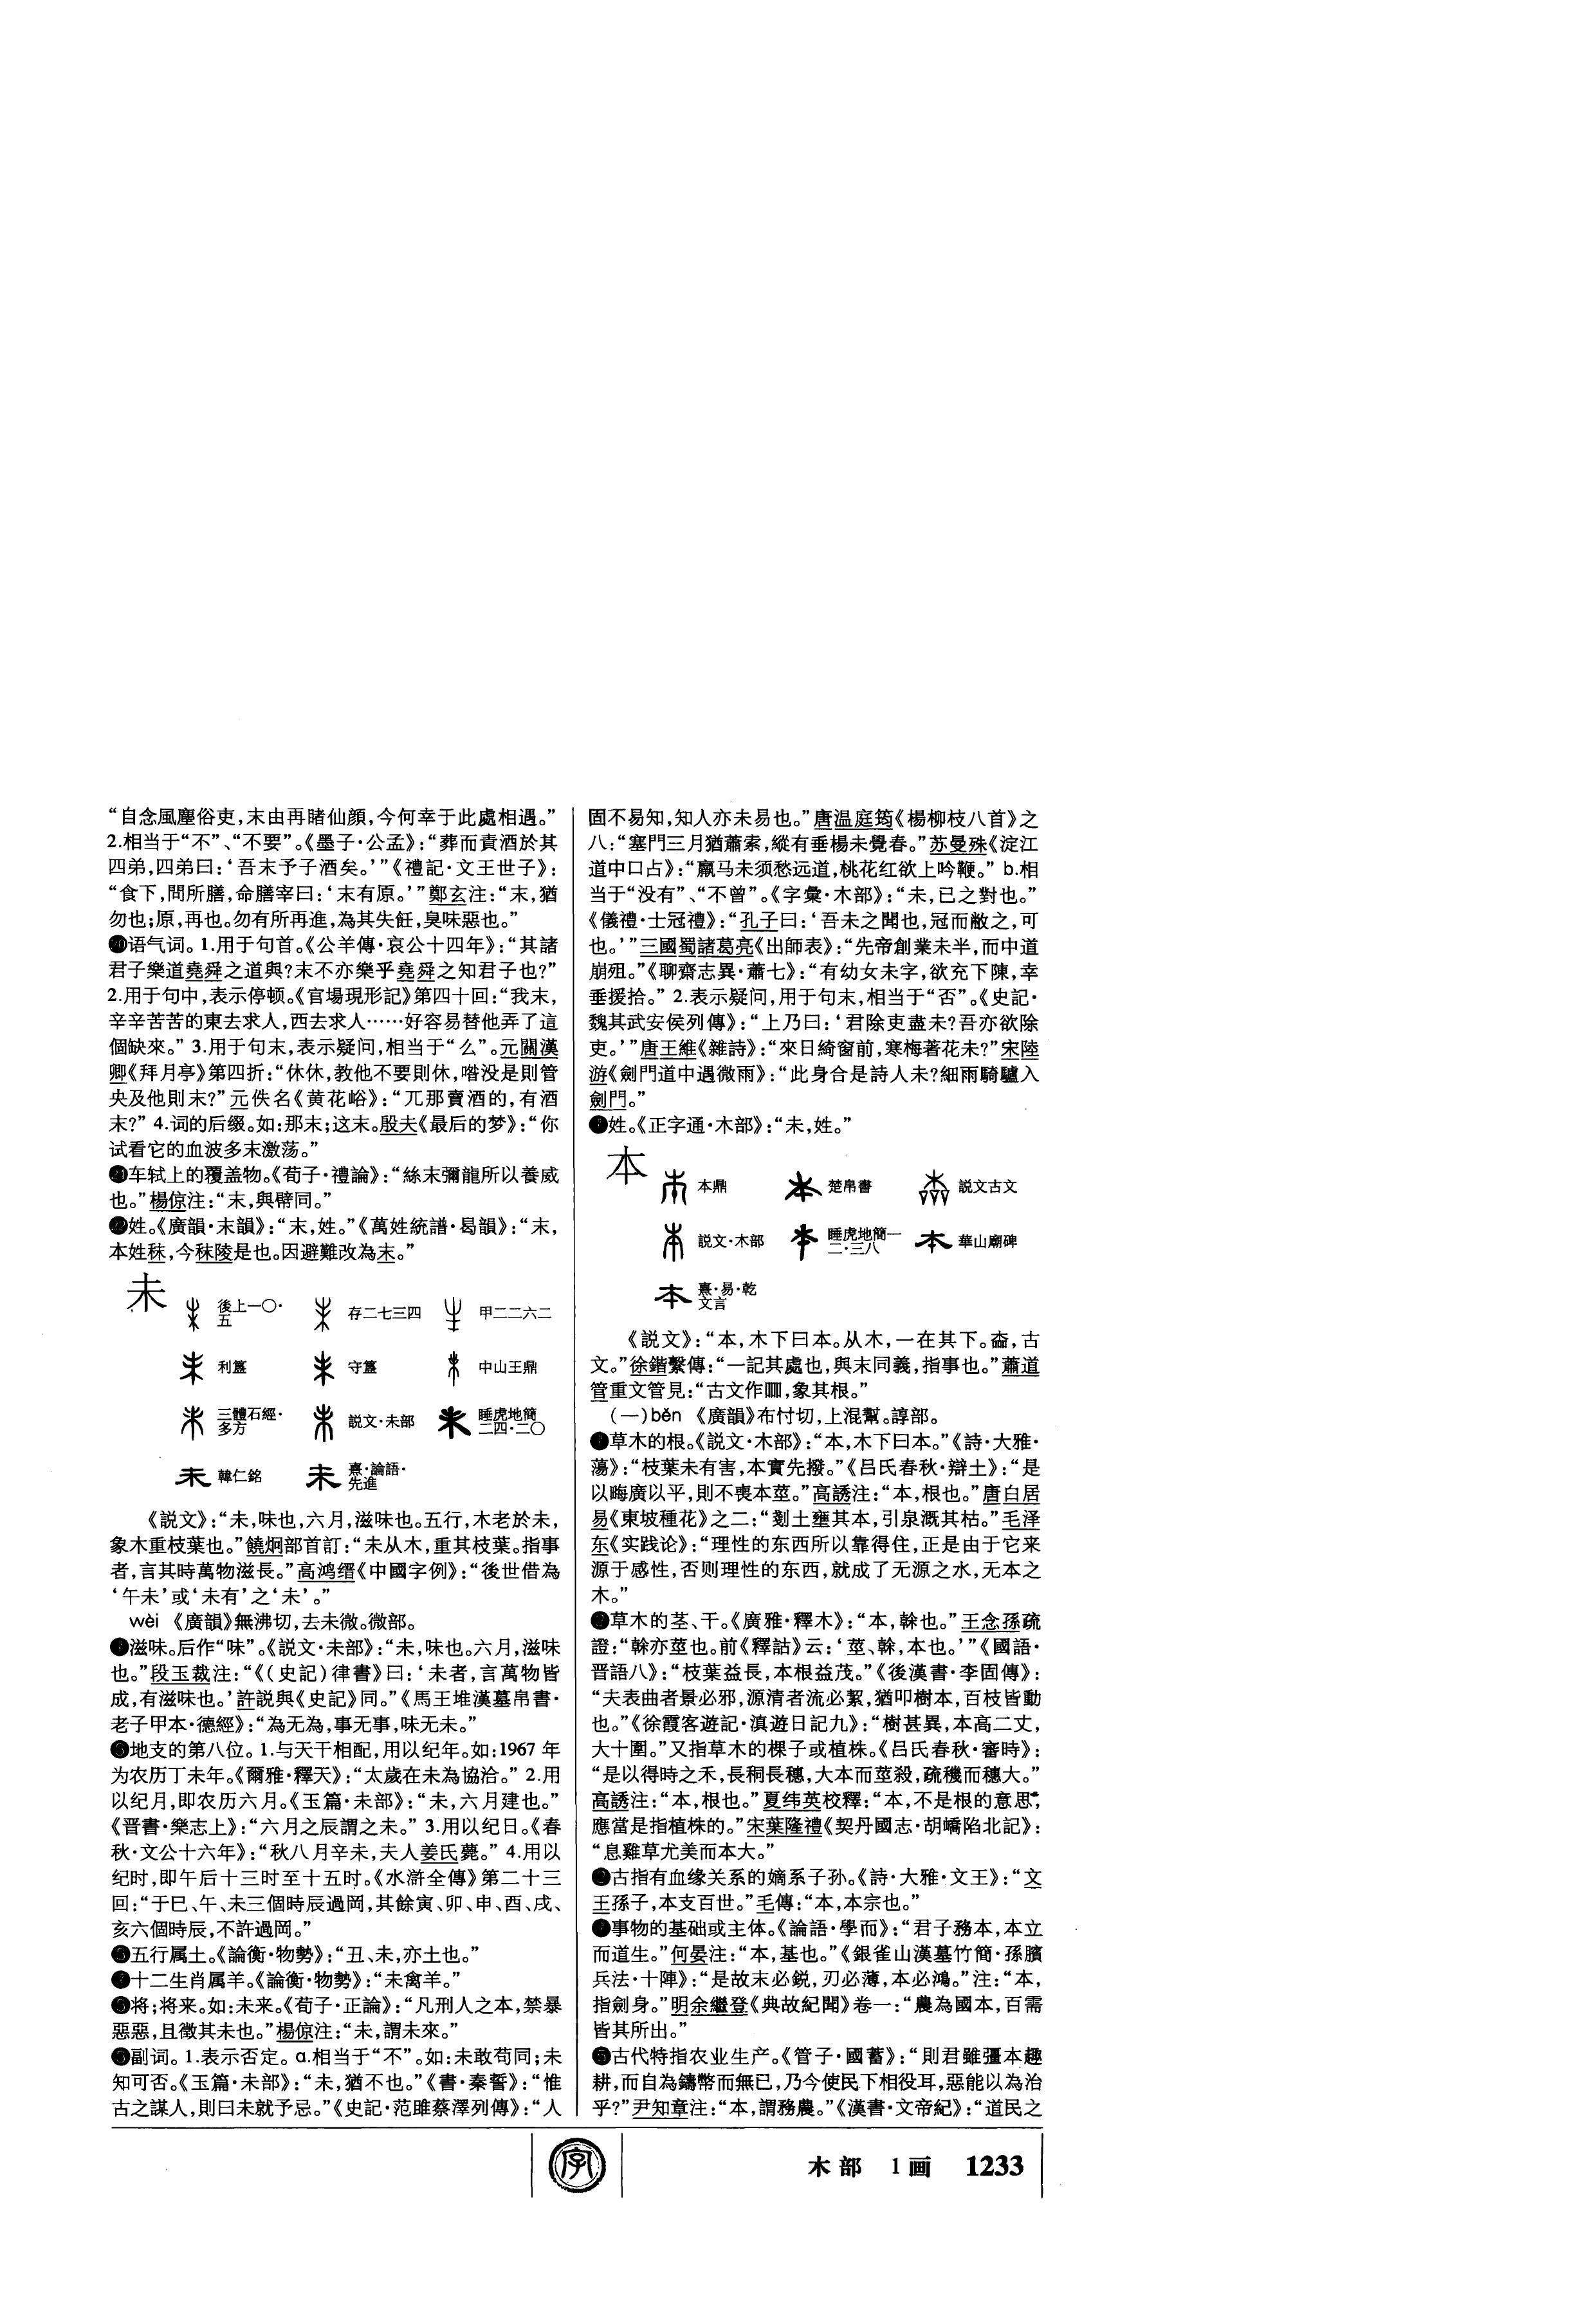 “自念風塵俗吏，末由再睹仙顔，今何幸于此處相遇。”
2.相当于“不”、“不要”。《墨子·公孟》：“葬而責酒於其
四弟，四弟曰：‘吾末予子酒矣。’”《禮記·文王世子》：
“食下，問所膳，命膳宰曰：‘末有原。’”鄭玄注：“末，猶
勿也；原，再也。勿有所再進，為其失飪，臭味惡也。”
⑳语气词。1.用于句首。《公羊傳·哀公十四年》：“其諸
君子樂道堯舜之道與？末不亦樂乎堯舜之知君子也？”
2.用于句中，表示停顿。《官場現形記》第四十回：“我末，
辛辛苦苦的東去求人，西去求人……好容易替他弄了這
個缺來。” 3.用于句末，表示疑问，相当于“么”。元關漢
卿《拜月亭》第四折：“休休，教他不要則休，喒没是則管
央及他則末？”元佚名《黄花峪》：“兀那賣酒的，有酒
末？” 4.词的后缀。如：那末；这末。殷夫《最后的梦》：“你
试看它的血波多末激荡。”
㉑车轼上的覆盖物。《荀子·禮論》：“絲末彌龍所以養威
也。”楊倞注：“末，與幦同。”
㉒姓。《廣韻·末韻》：“末，姓。”《萬姓統譜·曷韻》：“末，
本姓秣，今秣陵是也。因避難改為末。”
未
後上一〇·五 存二七三四 甲二二六二
利簋 守簋 中山王鼎
三體石經·多方 説文·未部 睡虎地簡二四·二〇
韓仁銘 熹·論語·先進
《説文》：“未，味也，六月，滋味也。五行，木老於未，
象木重枝葉也。”饒炯部首訂：“未从木，重其枝葉。指事
者，言其時萬物滋長。”高鸿缙《中國字例》：“後世借為
‘午未’或‘未有’之‘未’。”
wèi 《廣韻》無沸切，去未微。微部。
滋味。后作“味”。《説文·未部》：“未，味也。六月，滋味
也。”段玉裁注：“《(史記)律書》曰：‘未者，言萬物皆
成，有滋味也。’許説與《史記》同。”《馬王堆漢墓帛書·
老子甲本·德經》：“為无為，事无事，味无未。”
地支的第八位。1.与天干相配，用以纪年。如：1967 年
为农历丁未年。《爾雅·釋天》：“太歲在未為協洽。” 2.用
以纪月，即农历六月。《玉篇·未部》：“未，六月建也。”
《晋書·樂志上》：“六月之辰謂之未。” 3.用以纪日。《春
秋·文公十六年》：“秋八月辛未，夫人姜氏薨。” 4.用以
纪时，即午后十三时至十五时。《水滸全傳》第二十三
回：“于巳、午、未三個時辰過岡，其餘寅、卯、申、酉、戌、
亥六個時辰，不許過岡。”
五行属土。《論衡·物勢》：“丑、未，亦土也。”
十二生肖属羊。《論衡·物勢》：“未禽羊。”
将；将来。如：未来。《荀子·正論》：“凡刑人之本，禁暴
惡惡，且徵其未也。”楊倞注：“未，謂未來。”
副词。1.表示否定。ɑ.相当于“不”。如：未敢苟同；未
知可否。《玉篇·未部》：“未，猶不也。”《書·秦誓》：“惟
古之謀人，則曰未就予忌。”《史記·范雎蔡澤列傳》：“人
固不易知，知人亦未易也。”唐温庭筠《楊柳枝八首》之
八：“塞門三月猶蕭索，縱有垂楊未覺春。”苏曼殊《淀江
道中口占》：“羸马未须愁远道，桃花红欲上吟鞭。” b.相
当于“没有”、“不曾”。《字彙·木部》：“未，已之對也。”
《儀禮·士冠禮》：“孔子曰：‘吾未之聞也，冠而敝之，可
也。’”三國蜀諸葛亮《出師表》：“先帝創業未半，而中道
崩殂。”《聊齋志異·蕭七》：“有幼女未字，欲充下陳，幸
垂援拾。” 2.表示疑问，用于句末，相当于“否”。《史記·
魏其武安侯列傳》：“上乃曰：‘君除吏盡未？吾亦欲除
吏。’”唐王維《雜詩》：“來日綺窗前，寒梅著花未？”宋陸
游《劍門道中遇微雨》：“此身合是詩人未？細雨騎驢入
劍門。”
姓。《正字通·木部》：“未，姓。”
本
本鼎 楚帛書 説文古文
説文·木部 睡虎地簡一二·三八 華山廟碑
熹·易·乾文言
《説文》：“本，木下曰本。从木，一在其下。𣎴，古
文。”徐鍇繫傳：“一記其處也，與末同義，指事也。”蕭道
管重文管見：“古文作𠀃，象其根。”
(一)běn 《廣韻》布忖切，上混幫。諄部。
草木的根。《説文·木部》：“本，木下曰本。”《詩·大雅·
蕩》：“枝葉未有害，本實先撥。”《吕氏春秋·辯土》：“是
以晦廣以平，則不喪本莖。”高誘注：“本，根也。”唐白居
易《東坡種花》之二：“剗土壅其本，引泉溉其枯。”毛泽
东《实践论》：“理性的东西所以靠得住，正是由于它来
源于感性，否则理性的东西，就成了无源之水，无本之
木。”
草木的茎、干。《廣雅·釋木》：“本，榦也。”王念孫疏
證：“榦亦莖也。前《釋詁》云：‘莖、榦，本也。’”《國語·
晋語八》：“枝葉益長，本根益茂。”《後漢書·李固傳》：
“夫表曲者景必邪，源清者流必絜，猶叩樹本，百枝皆動
也。”《徐霞客遊記·滇遊日記九》：“樹甚異，本高二丈，
大十圍。”又指草木的棵子或植株。《吕氏春秋·審時》：
“是以得時之禾，長秱長穗，大本而莖殺，疏穖而穗大。”
高誘注：“本，根也。”夏纬英校釋：“本，不是根的意思，
應當是指植株的。”宋葉隆禮《契丹國志·胡嶠陷北記》：
“息雞草尤美而本大。”
古指有血缘关系的嫡系子孙。《詩·大雅·文王》：“文
王孫子，本支百世。”毛傳：“本，本宗也。”
事物的基础或主体。《論語·學而》：“君子務本，本立
而道生。”何晏注：“本，基也。”《銀雀山漢墓竹簡·孫臏
兵法·十陣》：“是故末必鋭，刃必薄，本必鴻。”注：“本，
指劍身。”明余繼登《典故紀聞》卷一：“農為國本，百需
皆其所出。”
古代特指农业生产。《管子·國蓄》：“則君雖彊本趣
耕，而自為鑄幣而無已，乃今使民下相役耳，惡能以為治
乎？”尹知章注：“本，謂務農。”《漢書·文帝紀》：“道民之
字
木部 1画 1233